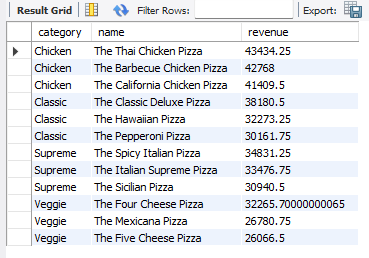 Result Grid Filter Rows: Export:
category name revenue
Chicken The Thai Chicken Pizza 43434.25
Chicken The Barbecue Chicken Pizza 42768
Chicken The California Chicken Pizza 41409.5
Classic The Classic Deluxe Pizza 38180.5
Classic The Hawaiian Pizza 32273.25
Classic The Pepperoni Pizza 30161.75
Supreme The Spicy Italian Pizza 34831.25
Supreme The Italian Supreme Pizza 33476.75
Supreme The Sicilian Pizza 30940.5
Veggie The Four Cheese Pizza 32265.70000000065
Veggie The Mexicana Pizza 26780.75
Veggie The Five Cheese Pizza 26066.5